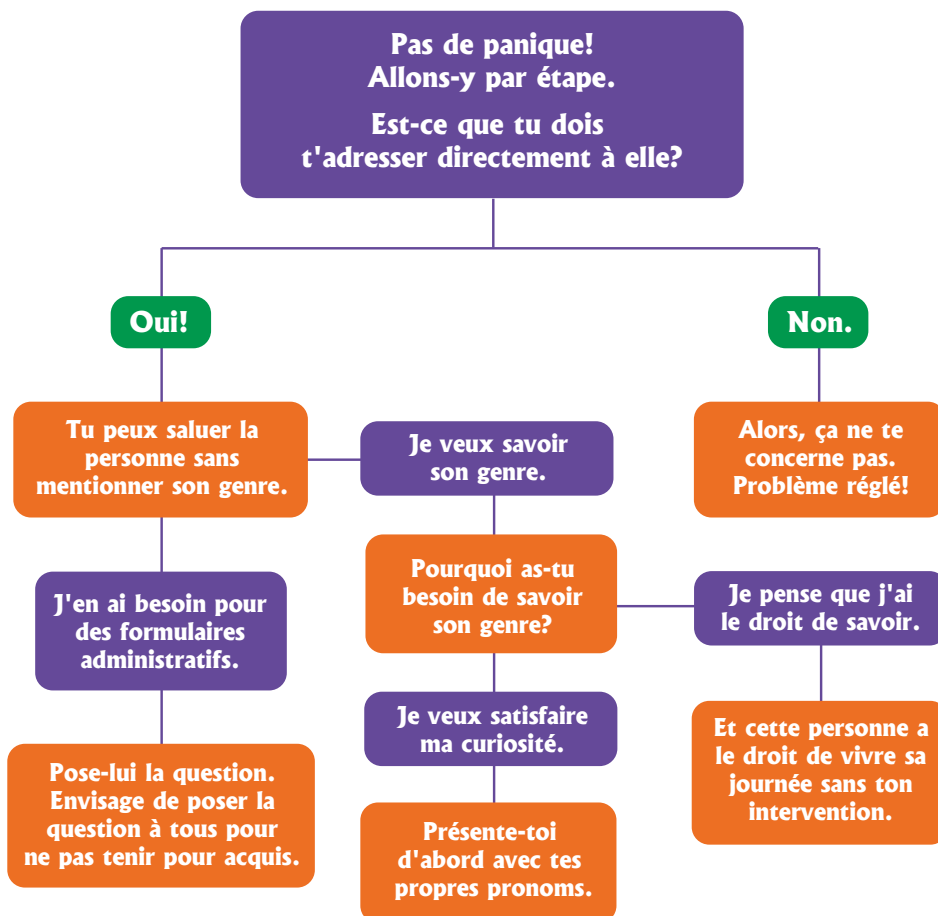 Pas de panique!
Allons-y par étape.
Est-ce que tu dois
t'adresser directement à elle?
Oui!
Non.
Tu peux saluer la
personne sans
mentionner son genre.
Je veux savoir
son genre.
Alors, ça ne te
concerne pas.
Problème réglé!
J'en ai besoin pour
des formulaires
administratifs.
Pourquoi as-tu
besoin de savoir
son genre?
Je pense que j'ai
le droit de savoir.
Pose-lui la question.
Envisage de poser la
question à tous pour
ne pas tenir pour acquis.
Je veux satisfaire
ma curiosité.
Et cette personne a
le droit de vivre sa
journée sans ton
intervention.
Présente-toi
d'abord avec tes
propres pronoms.